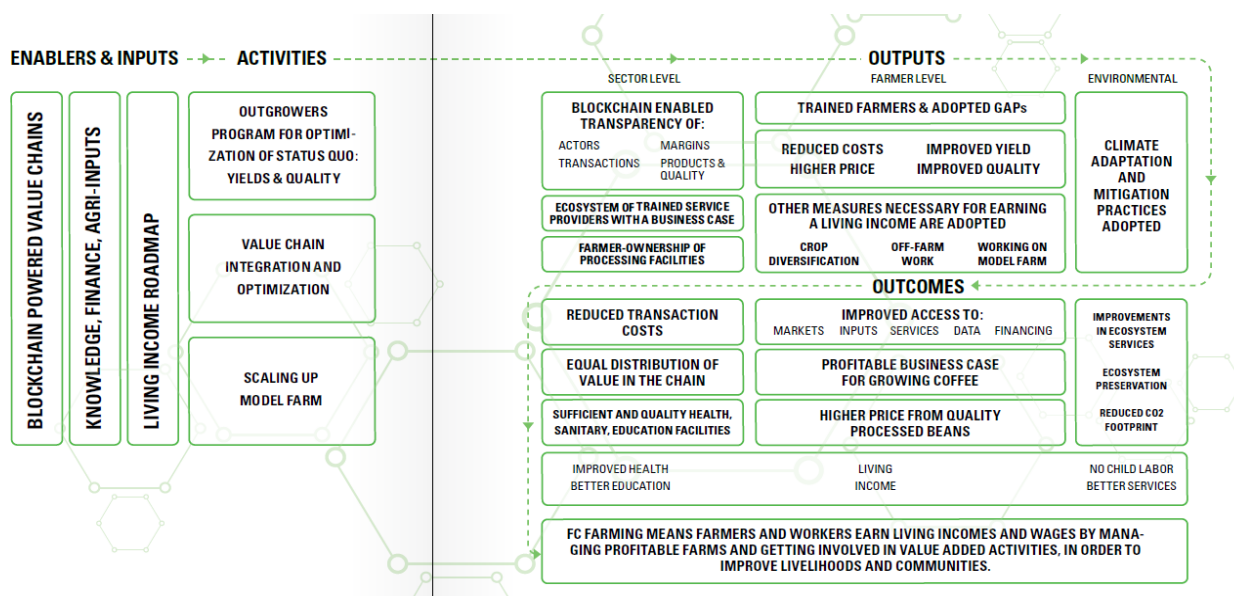 ENABLERS & INPUTS
ACTIVITIES
OUTPUTS
SECTOR LEVEL
FARMER LEVEL
ENVIRONMENTAL
BLOCKCHAIN POWERED VALUE CHAINS
KNOWLEDGE, FINANCE, AGRI-INPUTS
LIVING INCOME ROADMAP
OUTGROWERS
PROGRAM FOR OPTIMI-
ZATION OF STATUS QUO:
YIELDS & QUALITY
VALUE CHAIN
INTEGRATION AND
OPTIMIZATION
SCALING UP
MODEL FARM
BLOCKCHAIN ENABLED
TRANSPARENCY OF:
ACTORS
MARGINS
TRANSACTIONS
PRODUCTS &
QUALITY
ECOSYSTEM OF TRAINED SERVICE
PROVIDERS WITH A BUSINESS CASE
FARMER-OWNERSHIP OF
PROCESSING FACILITIES
TRAINED FARMERS & ADOPTED GAPs
REDUCED COSTS
IMPROVED YIELD
HIGHER PRICE
IMPROVED QUALITY
OTHER MEASURES NECESSARY FOR EARNING
A LIVING INCOME ARE ADOPTED
CROP
DIVERSIFICATION
OFF-FARM
WORK
WORKING ON
MODEL FARM
CLIMATE
ADAPTATION
AND
MITIGATION
PRACTICES
ADOPTED
OUTCOMES
REDUCED TRANSACTION
COSTS
EQUAL DISTRIBUTION OF
VALUE IN THE CHAIN
SUFFICIENT AND QUALITY HEALTH,
SANITARY, EDUCATION FACILITIES
IMPROVED ACCESS TO:
MARKETS INPUTS SERVICES DATA FINANCING
PROFITABLE BUSINESS CASE
FOR GROWING COFFEE
HIGHER PRICE FROM QUALITY
PROCESSED BEANS
IMPROVEMENTS
IN ECOSYSTEM
SERVICES
ECOSYSTEM
PRESERVATION
REDUCED CO2
FOOTPRINT
IMPROVED HEALTH
BETTER EDUCATION
LIVING
INCOME
NO CHILD LABOR
BETTER SERVICES
FC FARMING MEANS FARMERS AND WORKERS EARN LIVING INCOMES AND WAGES BY MANA-
GING PROFITABLE FARMS AND GETTING INVOLVED IN VALUE ADDED ACTIVITIES, IN ORDER TO
IMPROVE LIVELIHOODS AND COMMUNITIES.